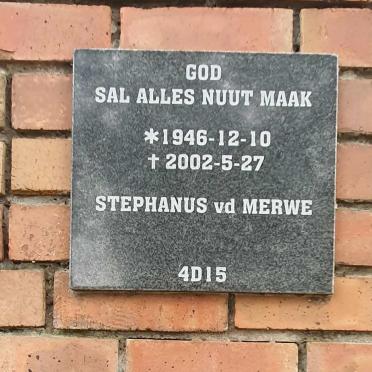 GOD
SAL ALLES NUUT MAAK
*1946-12-10
†2002-5-27
STEPHANUS vd MERWE
4D15